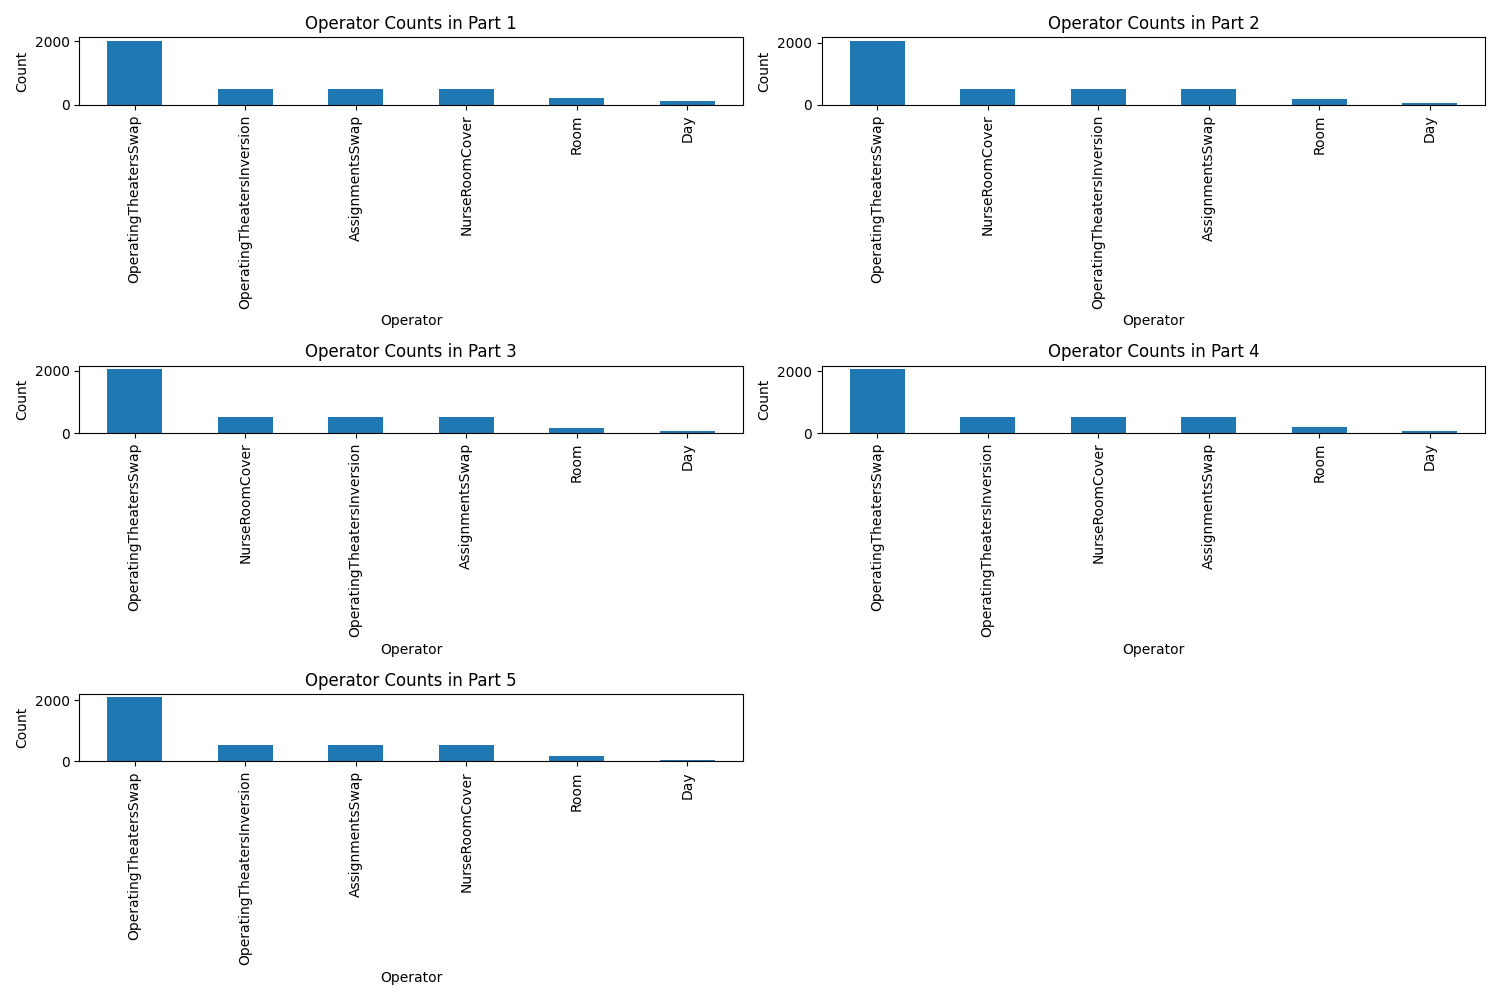 Operator Counts in Part 1
Count
2000
0
OperatingTheatersSwap
OperatingTheatersInversion
AssignmentsSwap
NurseRoomCover
Room
Day
Operator
Operator Counts in Part 2
Count
2000
0
OperatingTheatersSwap
NurseRoomCover
OperatingTheatersInversion
AssignmentsSwap
Room
Day
Operator
Operator Counts in Part 3
Count
2000
0
OperatingTheatersSwap
NurseRoomCover
OperatingTheatersInversion
AssignmentsSwap
Room
Day
Operator
Operator Counts in Part 4
Count
2000
0
OperatingTheatersSwap
OperatingTheatersInversion
NurseRoomCover
AssignmentsSwap
Room
Day
Operator
Operator Counts in Part 5
Count
2000
0
OperatingTheatersSwap
OperatingTheatersInversion
AssignmentsSwap
NurseRoomCover
Room
Day
Operator